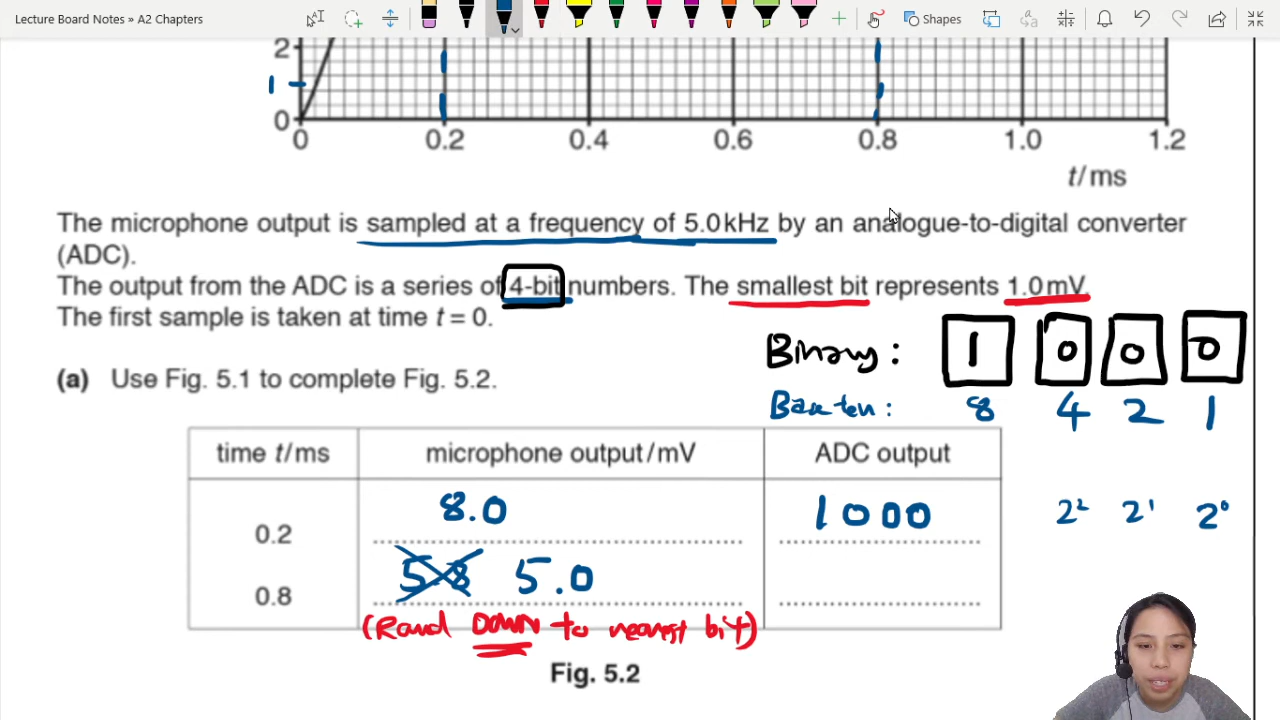 Lecture Board Notes » A2 Chapters
Shapes
2
1
0
0 0.2 0.4 0.6 0.8 1.0 1.2
t/ms
The microphone output is sampled at a frequency of 5.0kHz by an analogue-to-digital converter
(ADC).
The output from the ADC is a series of 4-bit numbers. The smallest bit represents 1.0mV.
The first sample is taken at time t = 0.
Binary : 1 0 0 0
(a) Use Fig. 5.1 to complete Fig. 5.2.
Base ten : 8 4 2 1
time t/ms microphone output/mV ADC output
0.2 8.0 1000
2² 2¹ 2⁰
0.8 5.8 5.0
(Round DOWN to nearest bit)
Fig. 5.2